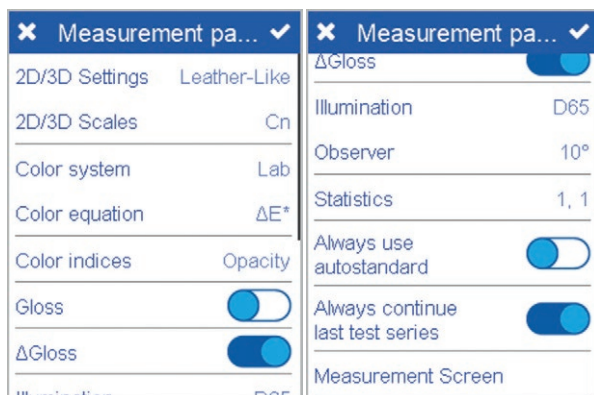 Measurement pa...
2D/3D Settings Leather-Like
2D/3D Scales Cn
Color system Lab
Color equation ΔE*
Color indices Opacity
Gloss
ΔGloss
Illumination D65
Measurement pa...
ΔGloss
Illumination D65
Observer 10°
Statistics 1, 1
Always use
autostandard
Always continue
last test series
Measurement Screen